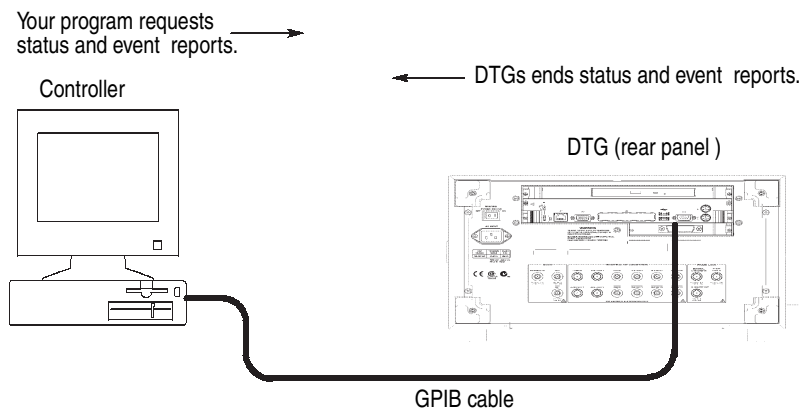 Your program requests
status and event reports.
DTGs ends status and event reports.
Controller
DTG (rear panel )
GPIB cable